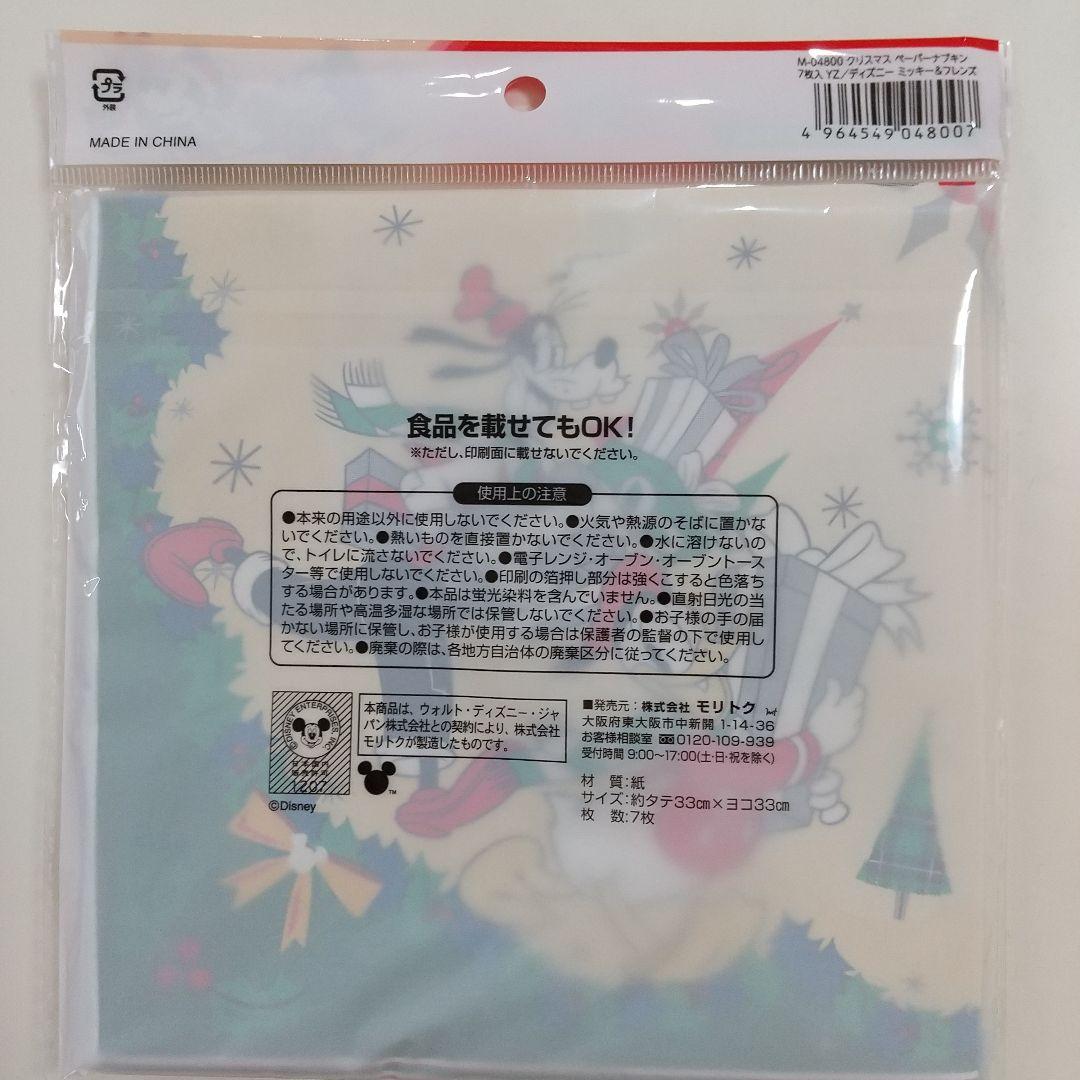 M-04800 クリスマス ペーパーナプキン
7枚入 YZ/ディズニー ミッキー&フレンズ
4 964549 048007
プラ
外袋
MADE IN CHINA
食品を載せてもOK!
※ただし、印刷面に載せないでください。
使用上の注意
●本来の用途以外に使用しないでください。●火気や熱源のそばに置かな
いでください。●熱いものを直接置かないでください。●水に溶けないの
で、トイレに流さないでください。●電子レンジ・オーブン・オーブントース
ター等で使用しないでください。●印刷の箔押し部分は強くこすると色落ち
する場合があります。●本品は蛍光染料を含んでいません。●直射日光の当
たる場所や高温多湿な場所では保管しないでください。●お子様の手の届
かない場所に保管し、お子様が使用する場合は保護者の監督の下で使用し
てください。●廃棄の際は、各地方自治体の廃棄区分に従ってください。
©DISNEY ENTERPRISES, INC.
日本国内
販売許可
1207
©Disney
本商品は、ウォルト・ディズニー・ジャ
パン株式会社との契約により、株式会社
モリトクが製造したものです。
TM
■発売元:株式会社 モリトク
大阪府東大阪市中新開 1-14-36
お客様相談室 0120-109-939
受付時間 9:00~17:00(土・日・祝を除く)
材 質:紙
サイズ:約タテ33cm×ヨコ33cm
枚 数:7枚